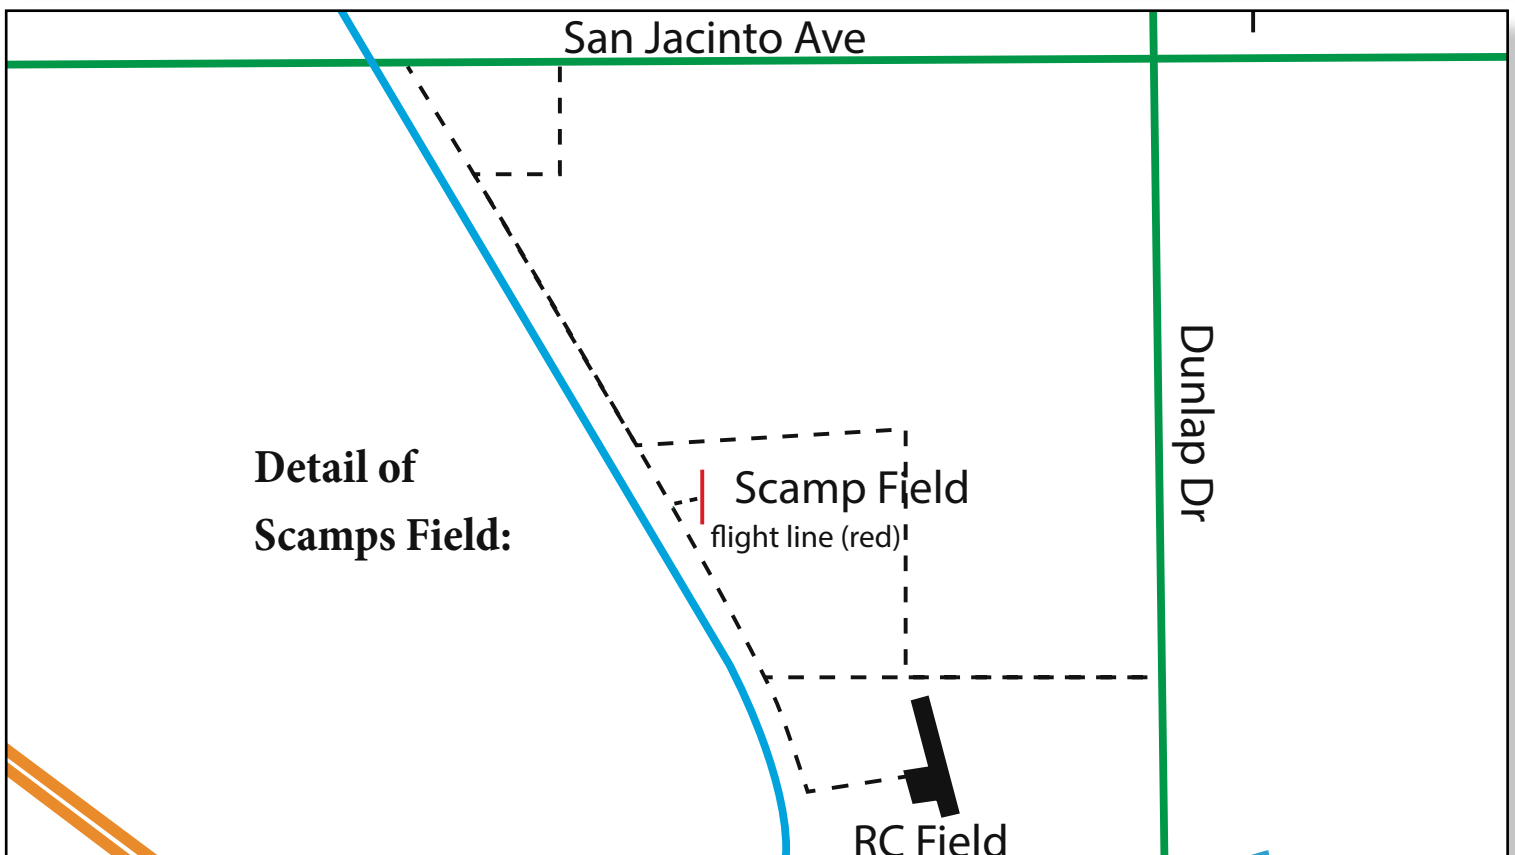 San Jacinto Ave
Dunlap Dr
Detail of
Scamps Field:
Scamp Field
flight line (red)
RC Field